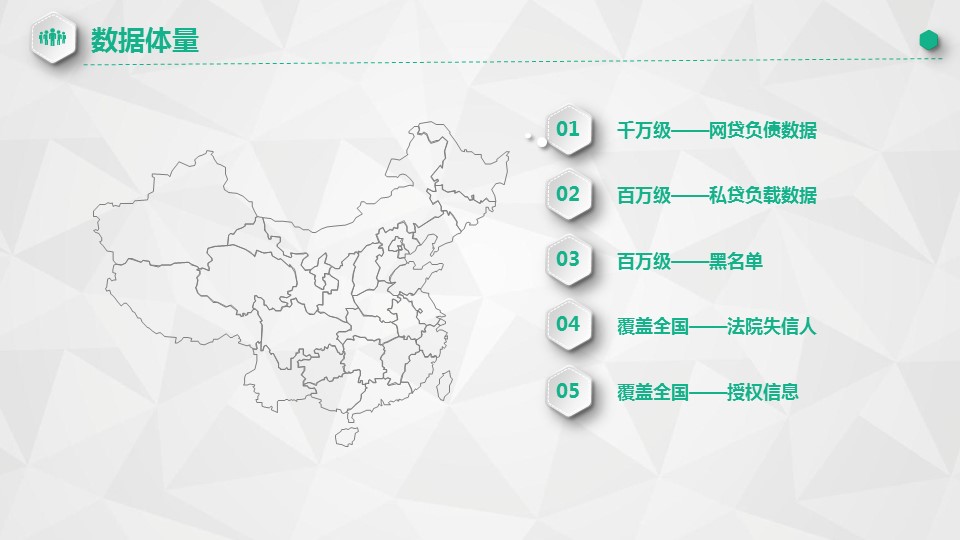 数据体量
01 千万级——网贷负债数据
02 百万级——私贷负载数据
03 百万级——黑名单
04 覆盖全国——法院失信人
05 覆盖全国——授权信息